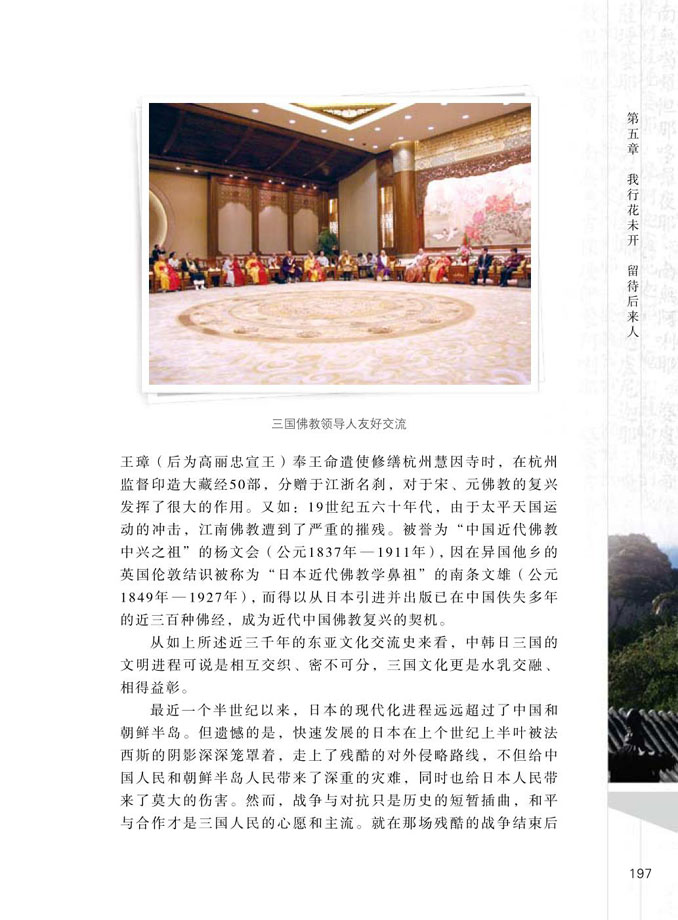 第五章 我行花未开 留待后来人
三国佛教领导人友好交流
王璋（后为高丽忠宣王）奉王命遣使修缮杭州慧因寺时，在杭州
监督印造大藏经50部，分赠于江浙名刹，对于宋、元佛教的复兴
发挥了很大的作用。又如：19世纪五六十年代，由于太平天国运
动的冲击，江南佛教遭到了严重的摧残。被誉为“中国近代佛教
中兴之祖”的杨文会（公元1837年—1911年），因在异国他乡的
英国伦敦结识被称为“日本近代佛教学鼻祖”的南条文雄（公元
1849年—1927年），而得以从日本引进并出版已在中国佚失多年
的近三百种佛经，成为近代中国佛教复兴的契机。
从如上所述近三千年的东亚文化交流史来看，中韩日三国的
文明进程可说是相互交织、密不可分，三国文化更是水乳交融、
相得益彰。
最近一个半世纪以来，日本的现代化进程远远超过了中国和
朝鲜半岛。但遗憾的是，快速发展的日本在上个世纪上半叶被法
西斯的阴影深深笼罩着，走上了残酷的对外侵略路线，不但给中
国人民和朝鲜半岛人民带来了深重的灾难，同时也给日本人民带
来了莫大的伤害。然而，战争与对抗只是历史的短暂插曲，和平
与合作才是三国人民的心愿和主流。就在那场残酷的战争结束后
197